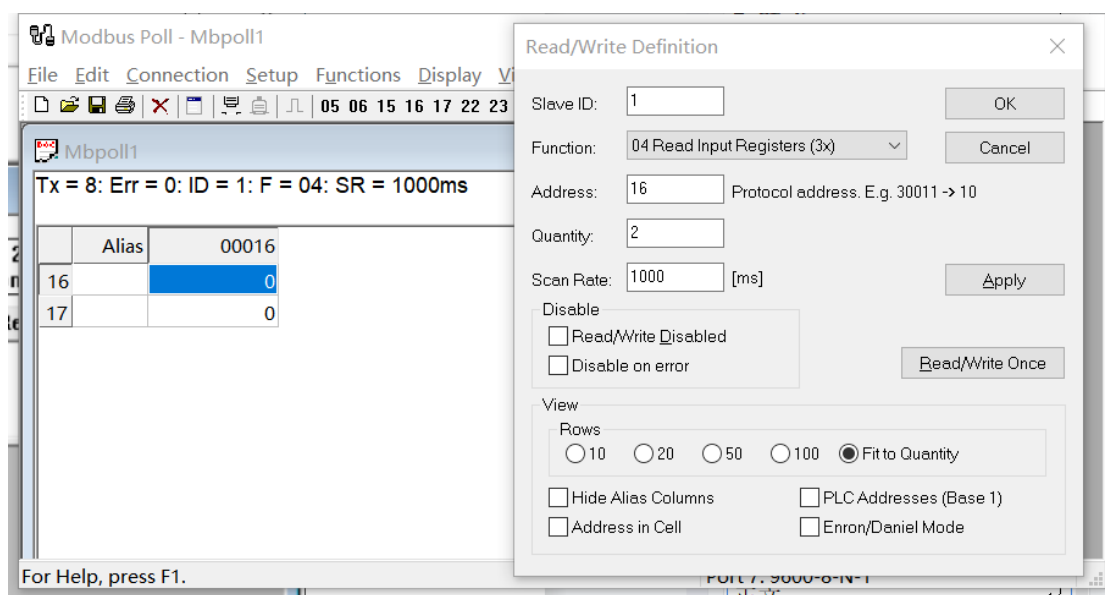 Modbus Poll - Mbpoll1
File Edit Connection Setup Functions Display Vi
05 06 15 16 17 22 23
Mbpoll1
Tx = 8: Err = 0: ID = 1: F = 04: SR = 1000ms
Alias 00016
16 0
17 0
For Help, press F1.
Port 7: 9600-8-N-1
Read/Write Definition
Slave ID: 1 OK
Function: 04 Read Input Registers (3x) Cancel
Address: 16 Protocol address. E.g. 30011 -> 10
Quantity: 2
Scan Rate: 1000 [ms] Apply
Disable
Read/Write Disabled
Disable on error
Read/Write Once
View
Rows
10 20 50 100 Fit to Quantity
Hide Alias Columns PLC Addresses (Base 1)
Address in Cell Enron/Daniel Mode